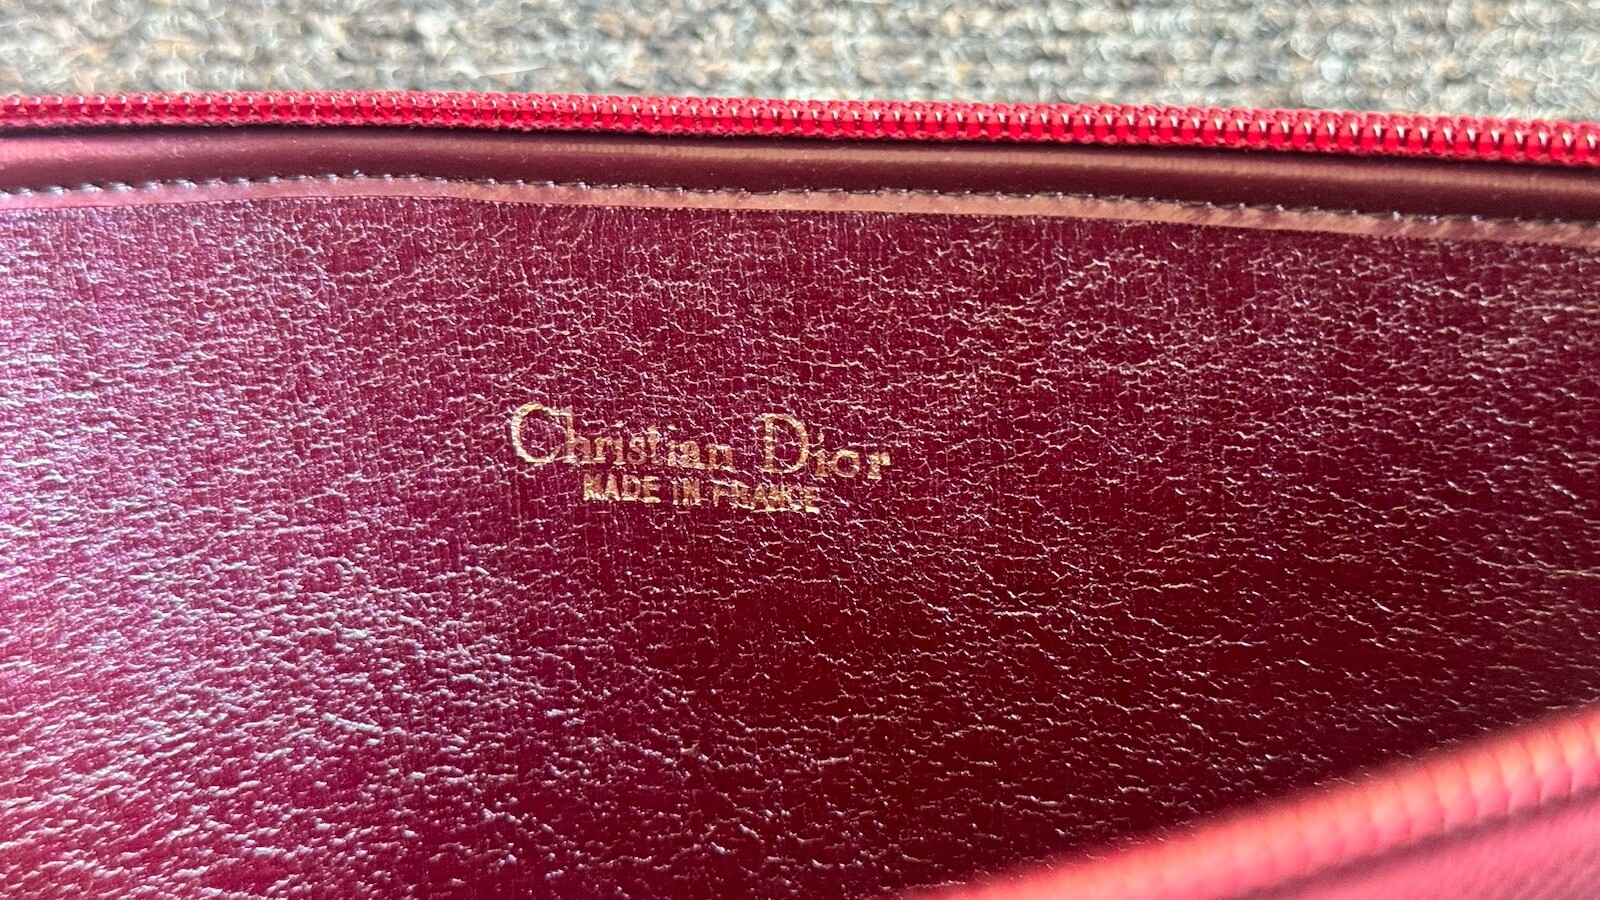 Christian Dior
MADE IN FRANCE